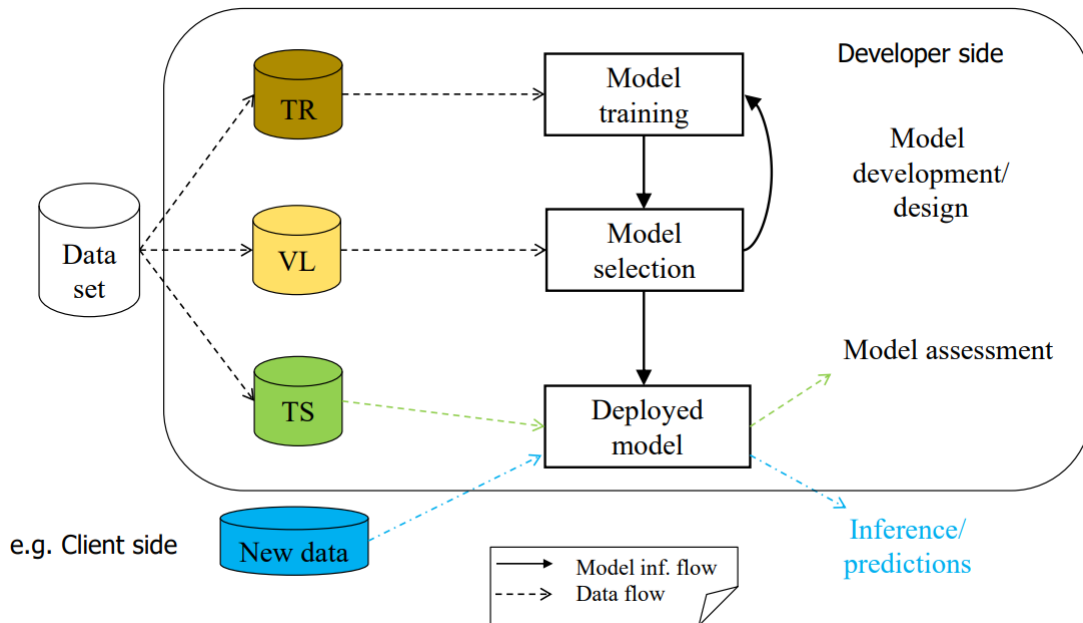 Developer side
TR
Model
training
Model
development/
design
Data
set
VL
Model
selection
Model assessment
TS
Deployed
model
e.g. Client side
New data
Inference/
predictions
Model inf. flow
Data flow